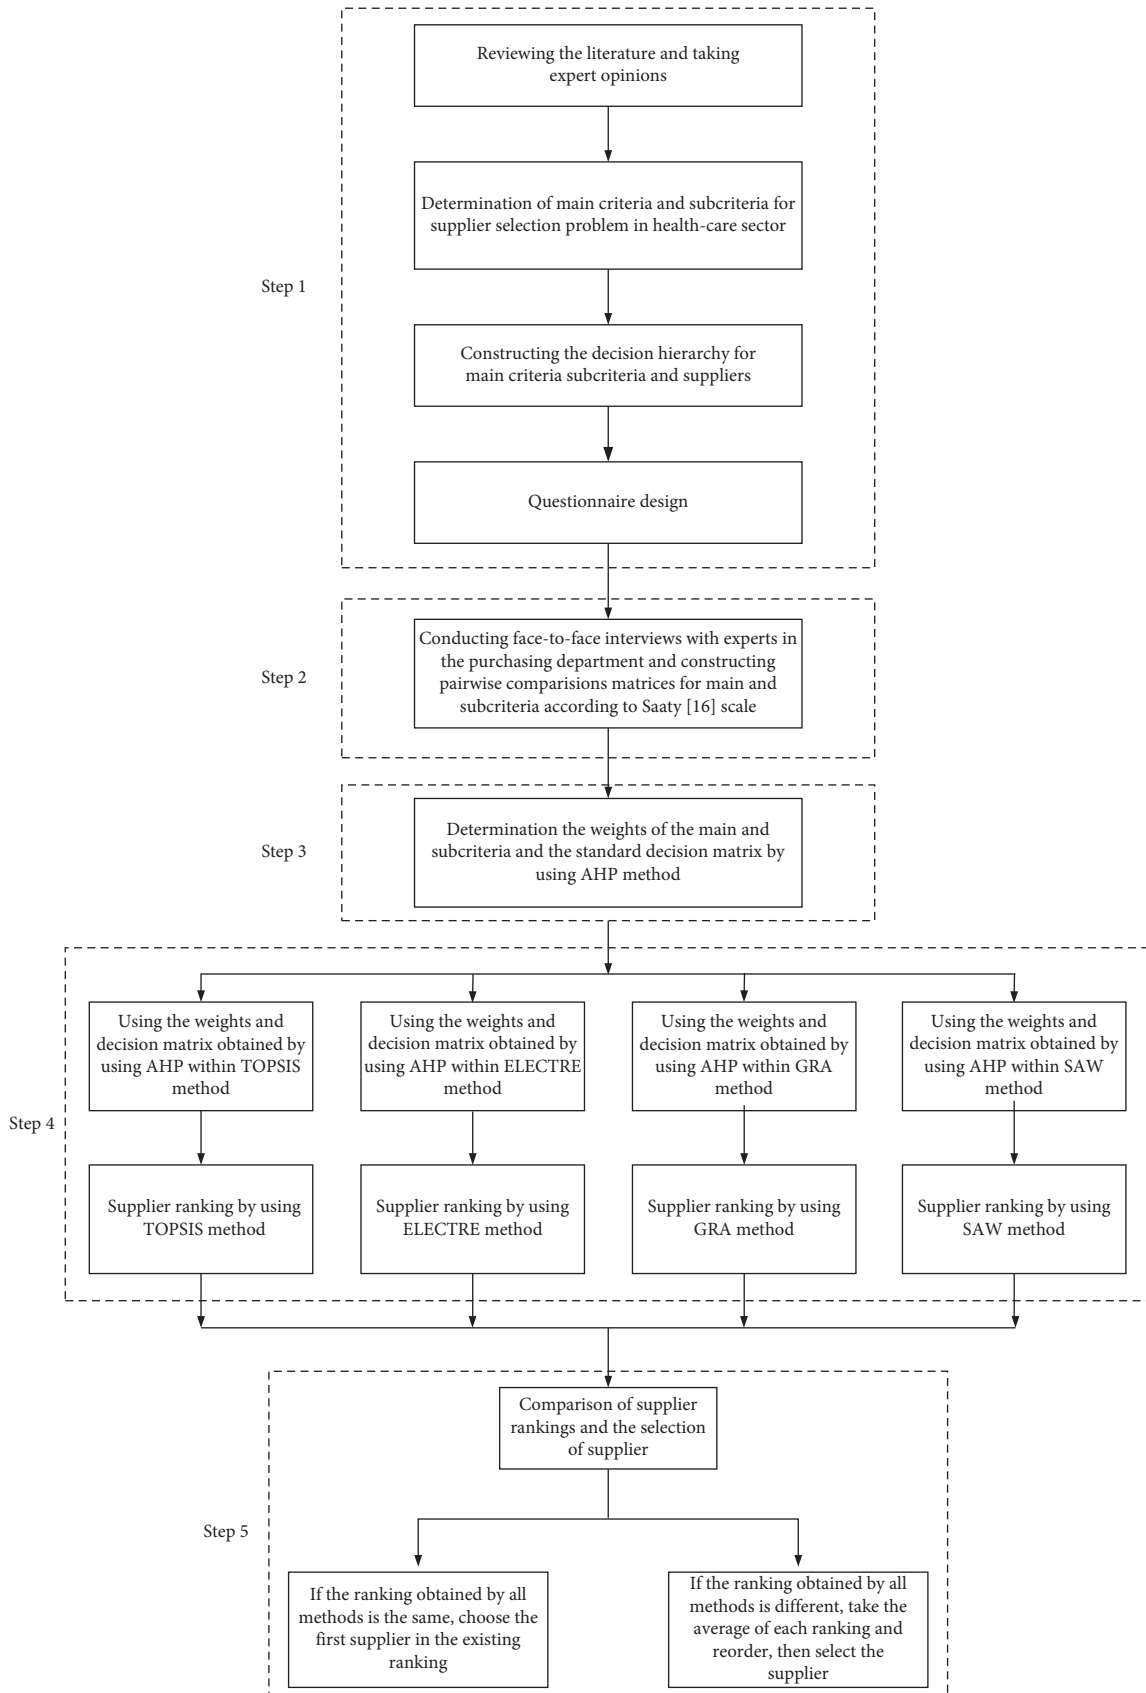 Reviewing the literature and taking
expert opinions
Determination of main criteria and subcriteria for
supplier selection problem in health-care sector
Step 1
Constructing the decision hierarchy for
main criteria subcriteria and suppliers
Questionnaire design
Conducting face-to-face interviews with experts in
the purchasing department and constructing
pairwise comparisions matrices for main and
subcriteria according to Saaty [16] scale
Step 2
Determination the weights of the main and
subcriteria and the standard decision matrix by
using AHP method
Step 3
Using the weights and
decision matrix obtained by
using AHP within TOPSIS
method
Using the weights and
decision matrix obtained by
using AHP within ELECTRE
method
Using the weights and
decision matrix obtained by
using AHP within GRA
method
Using the weights and
decision matrix obtained by
using AHP within SAW
method
Step 4
Supplier ranking by using
TOPSIS method
Supplier ranking by using
ELECTRE method
Supplier ranking by using
GRA method
Supplier ranking by using
SAW method
Comparison of supplier
rankings and the selection
of supplier
Step 5
If the ranking obtained by all
methods is the same, choose the
first supplier in the existing
ranking
If the ranking obtained by all
methods is different, take the
average of each ranking and
reorder, then select the
supplier